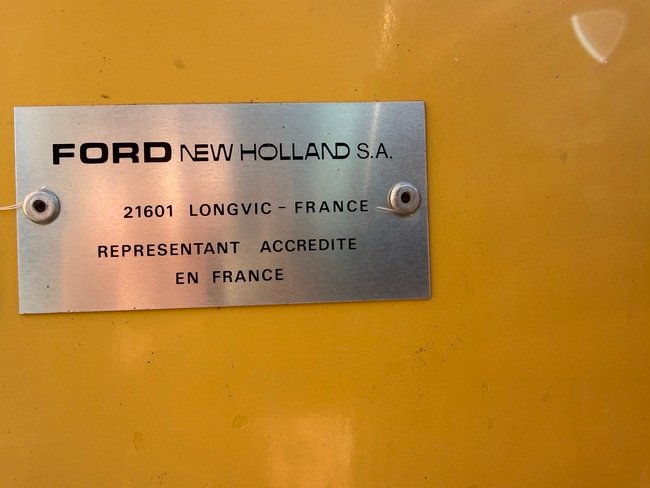 FORD NEW HOLLAND S.A.
21601 LONGVIC - FRANCE
REPRESENTANT ACCREDITE
EN FRANCE